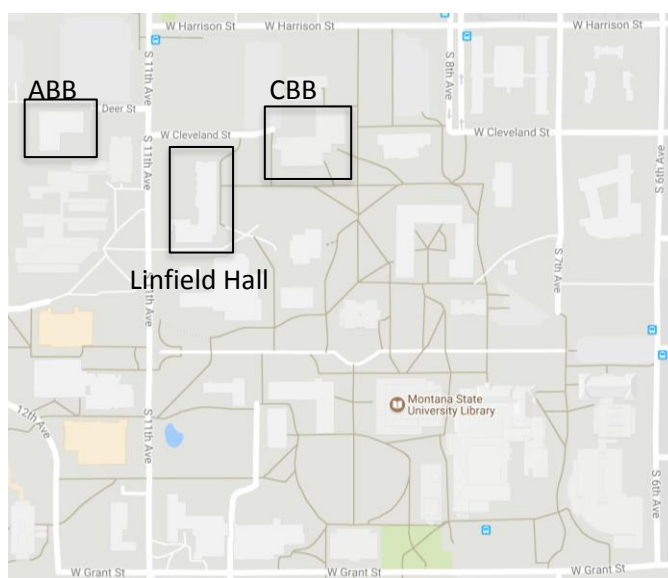 W Harrison St
W Harrison St
W Harrison St
S 11th Ave
S 8th Ave
S 7th Ave
ABB
CBB
Deer St
W Cleveland St
W Cleveland St
S 11th Ave
S 6th Ave
Linfield Hall
S 7th Ave
11th Ave
Montana State
University Library
12th Ave
S 11th Ave
S 6th Ave
W Grant St
W Grant St
W Grant St